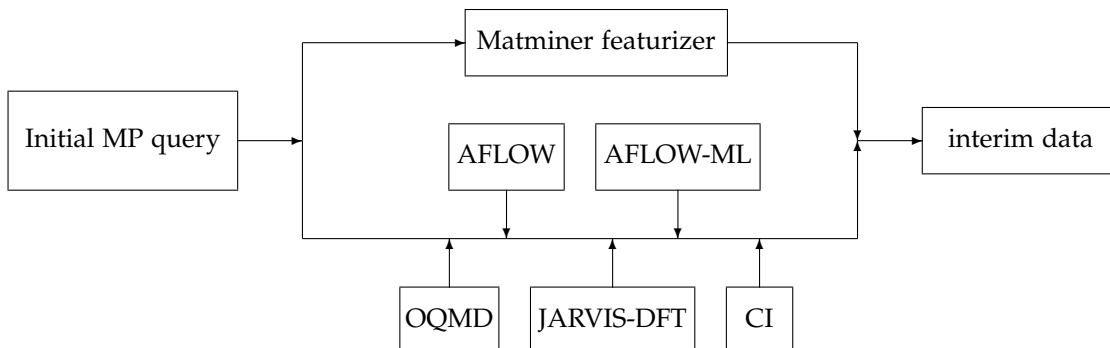 Matminer featurizer
Initial MP query
interim data
AFLOW
AFLOW-ML
OQMD
JARVIS-DFT
CI